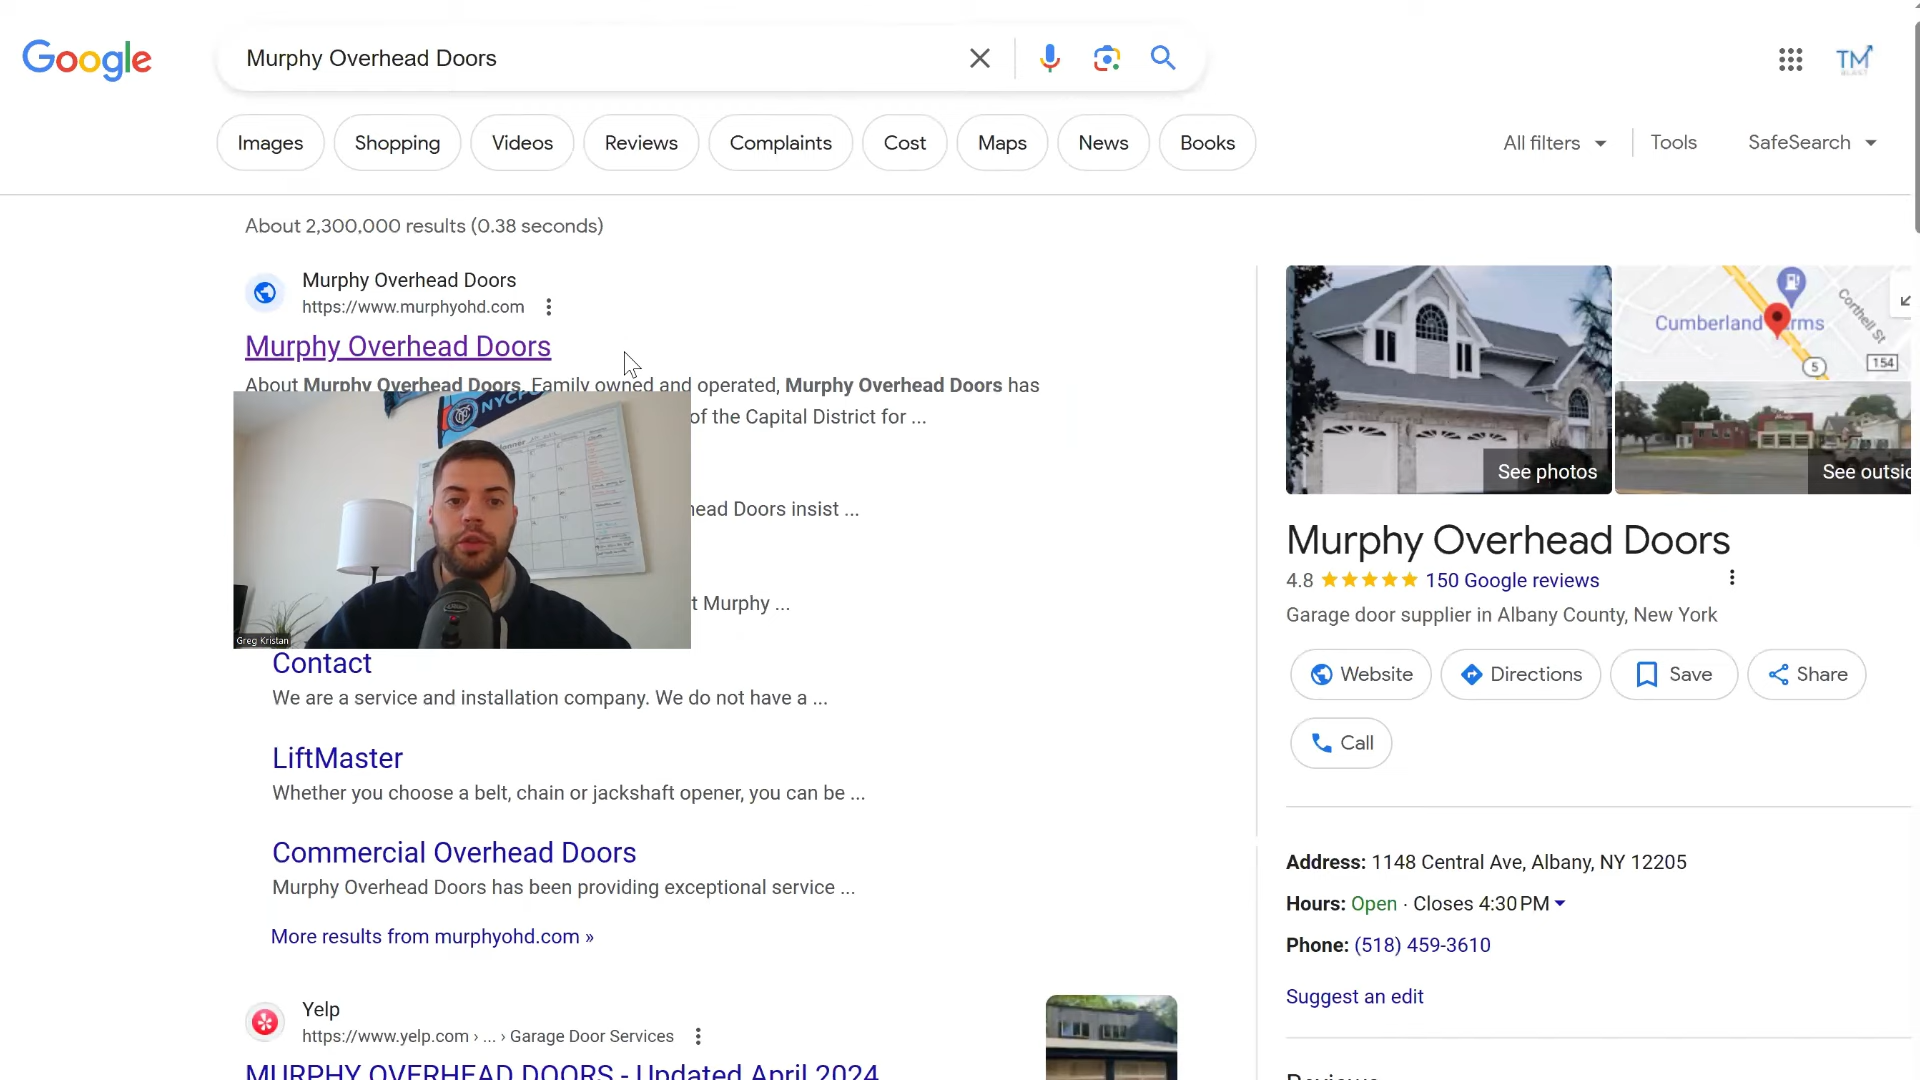 Google
Murphy Overhead Doors
TM
Images
Shopping
Videos
Reviews
Complaints
Cost
Maps
News
Books
All filters
Tools
SafeSearch
About 2,300,000 results (0.38 seconds)
Murphy Overhead Doors
https://www.murphyohd.com
Murphy Overhead Doors
About Murphy Overhead Doors. Family owned and operated, Murphy Overhead Doors has
of the Capital District for ...
head Doors insist ...
t Murphy ...
NYCF
Greg Kristan
Contact
We are a service and installation company. We do not have a ...
LiftMaster
Whether you choose a belt, chain or jackshaft opener, you can be ...
Commercial Overhead Doors
Murphy Overhead Doors has been providing exceptional service ...
More results from murphyohd.com »
Yelp
https://www.yelp.com › ... › Garage Door Services
MURPHY OVERHEAD DOORS - Updated April 2024
See photos
Cumberland
rms
Corthell St
154
5
See outsid
Murphy Overhead Doors
4.8
150 Google reviews
Garage door supplier in Albany County, New York
Website
Directions
Save
Share
Call
Address: 1148 Central Ave, Albany, NY 12205
Hours: Open · Closes 4:30 PM
Phone: (518) 459-3610
Suggest an edit
Reviews